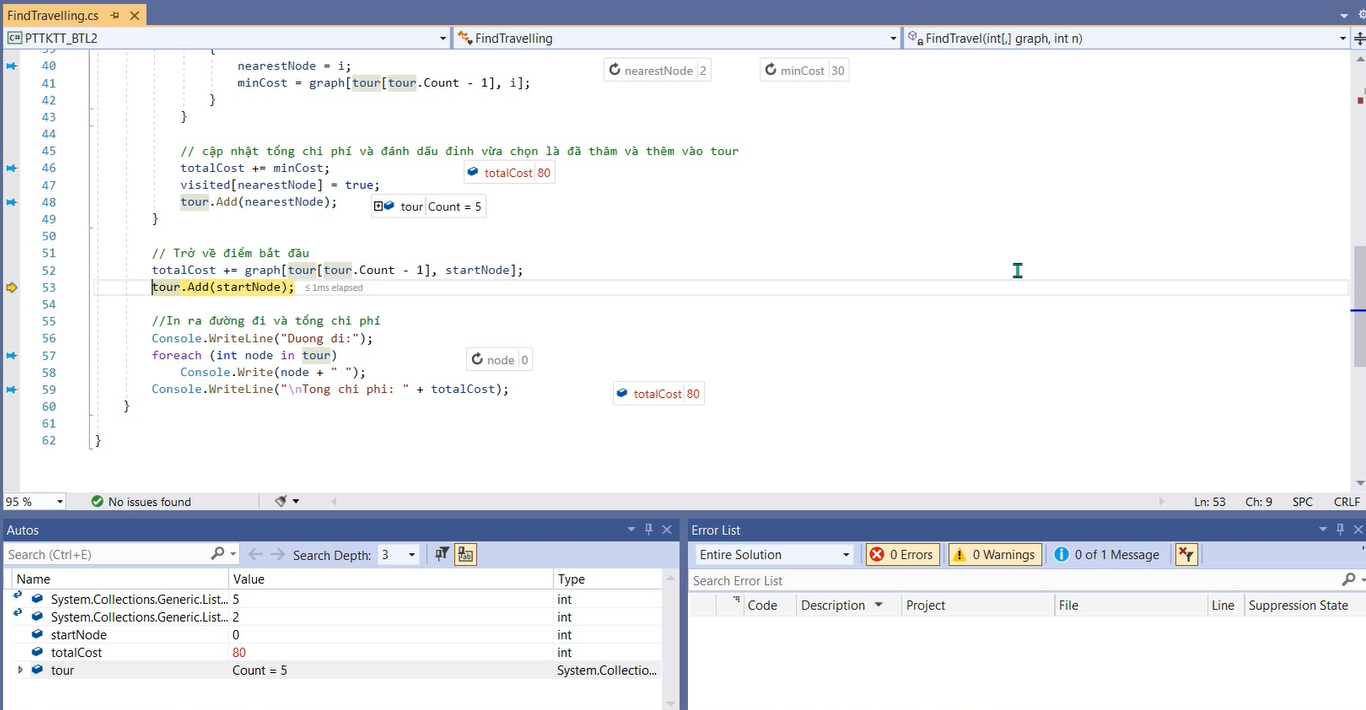 FindTravelling.cs
PTTKTT_BTL2
FindTravelling
FindTravel(int[,] graph, int n)
39 {
40 nearestNode = i; nearestNode 2 minCost 30
41 minCost = graph[tour[tour.Count - 1], i];
42 }
43 }
44
45 // cập nhật tổng chi phí và đánh dấu đỉnh vừa chọn là đã thăm và thêm vào tour
46 totalCost += minCost; totalCost 80
47 visited[nearestNode] = true;
48 tour.Add(nearestNode); tour Count = 5
49 }
50
51 // Trở về điểm bắt đầu
52 totalCost += graph[tour[tour.Count - 1], startNode];
53 tour.Add(startNode); ≤ 1ms elapsed
54
55 //In ra đường đi và tổng chi phí
56 Console.WriteLine("Duong di:");
57 foreach (int node in tour) node 0
58 Console.Write(node + " ");
59 Console.WriteLine("\nTong chi phi: " + totalCost); totalCost 80
60 }
61
62 }
95 % No issues found Ln: 53 Ch: 9 SPC CRLF
Autos
Search (Ctrl+E) Search Depth: 3
Name Value Type
System.Collections.Generic.List... 5 int
System.Collections.Generic.List... 2 int
startNode 0 int
totalCost 80 int
tour Count = 5 System.Collectio...
Error List
Entire Solution 0 Errors 0 Warnings 0 of 1 Message
Search Error List
Code Description Project File Line Suppression State